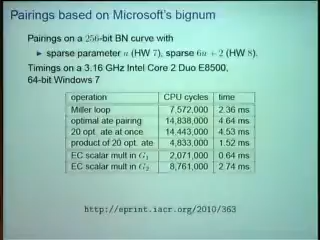 Pairings based on Microsoft's bignum
Pairings on a 256-bit BN curve with
▶ sparse parameter u (HW 7), sparse 6u + 2 (HW 8).
Timings on a 3.16 GHz Intel Core 2 Duo E8500,
64-bit Windows 7
operation CPU cycles time
Miller loop 7,572,000 2.36 ms
optimal ate pairing 14,838,000 4.64 ms
20 opt. ate at once 14,443,000 4.53 ms
product of 20 opt. ate 4,833,000 1.52 ms
EC scalar mult in G₁ 2,071,000 0.64 ms
EC scalar mult in G₂ 8,761,000 2.74 ms
http://eprint.iacr.org/2010/363